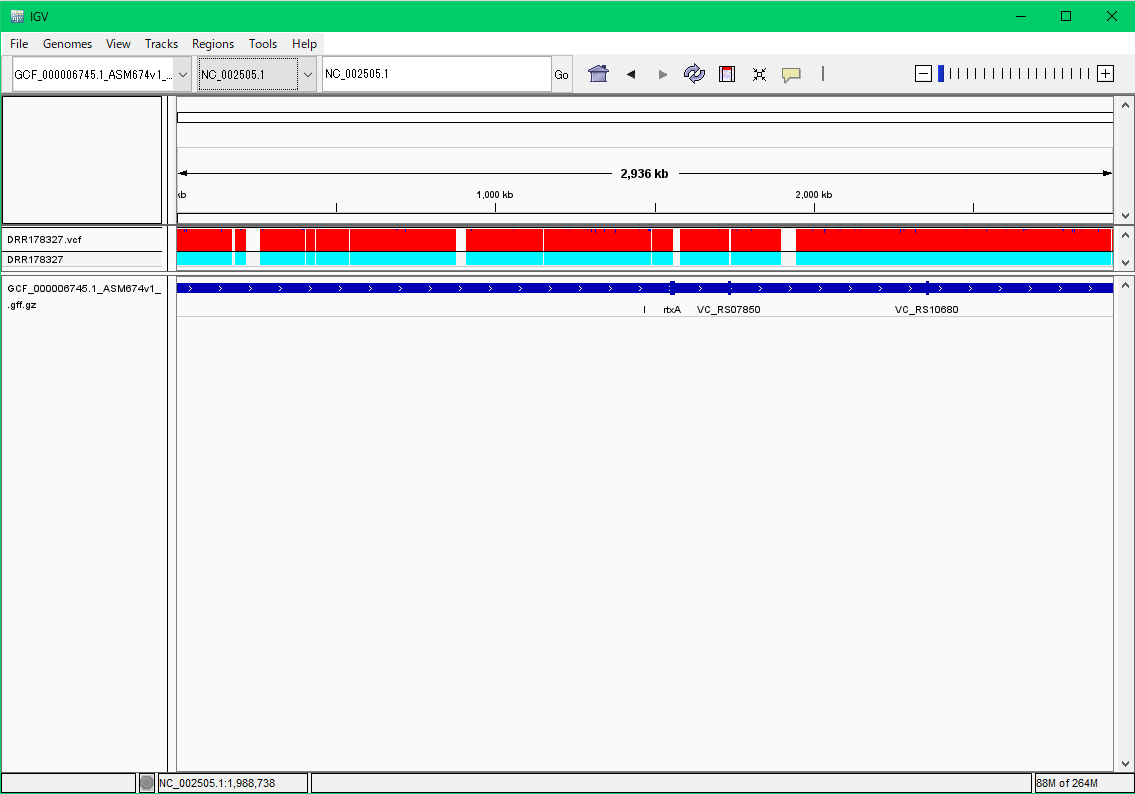 IGV
File Genomes View Tracks Regions Tools Help
GCF_000006745.1_ASM674v1_... NC_002505.1 NC_002505.1 Go
2,936 kb
kb 1,000 kb 2,000 kb
DRR178327.vcf
DRR178327
GCF_000006745.1_ASM674v1_
.gff.gz
I rtxA VC_RS07850 VC_RS10680
NC_002505.1:1,988,738 88M of 264M